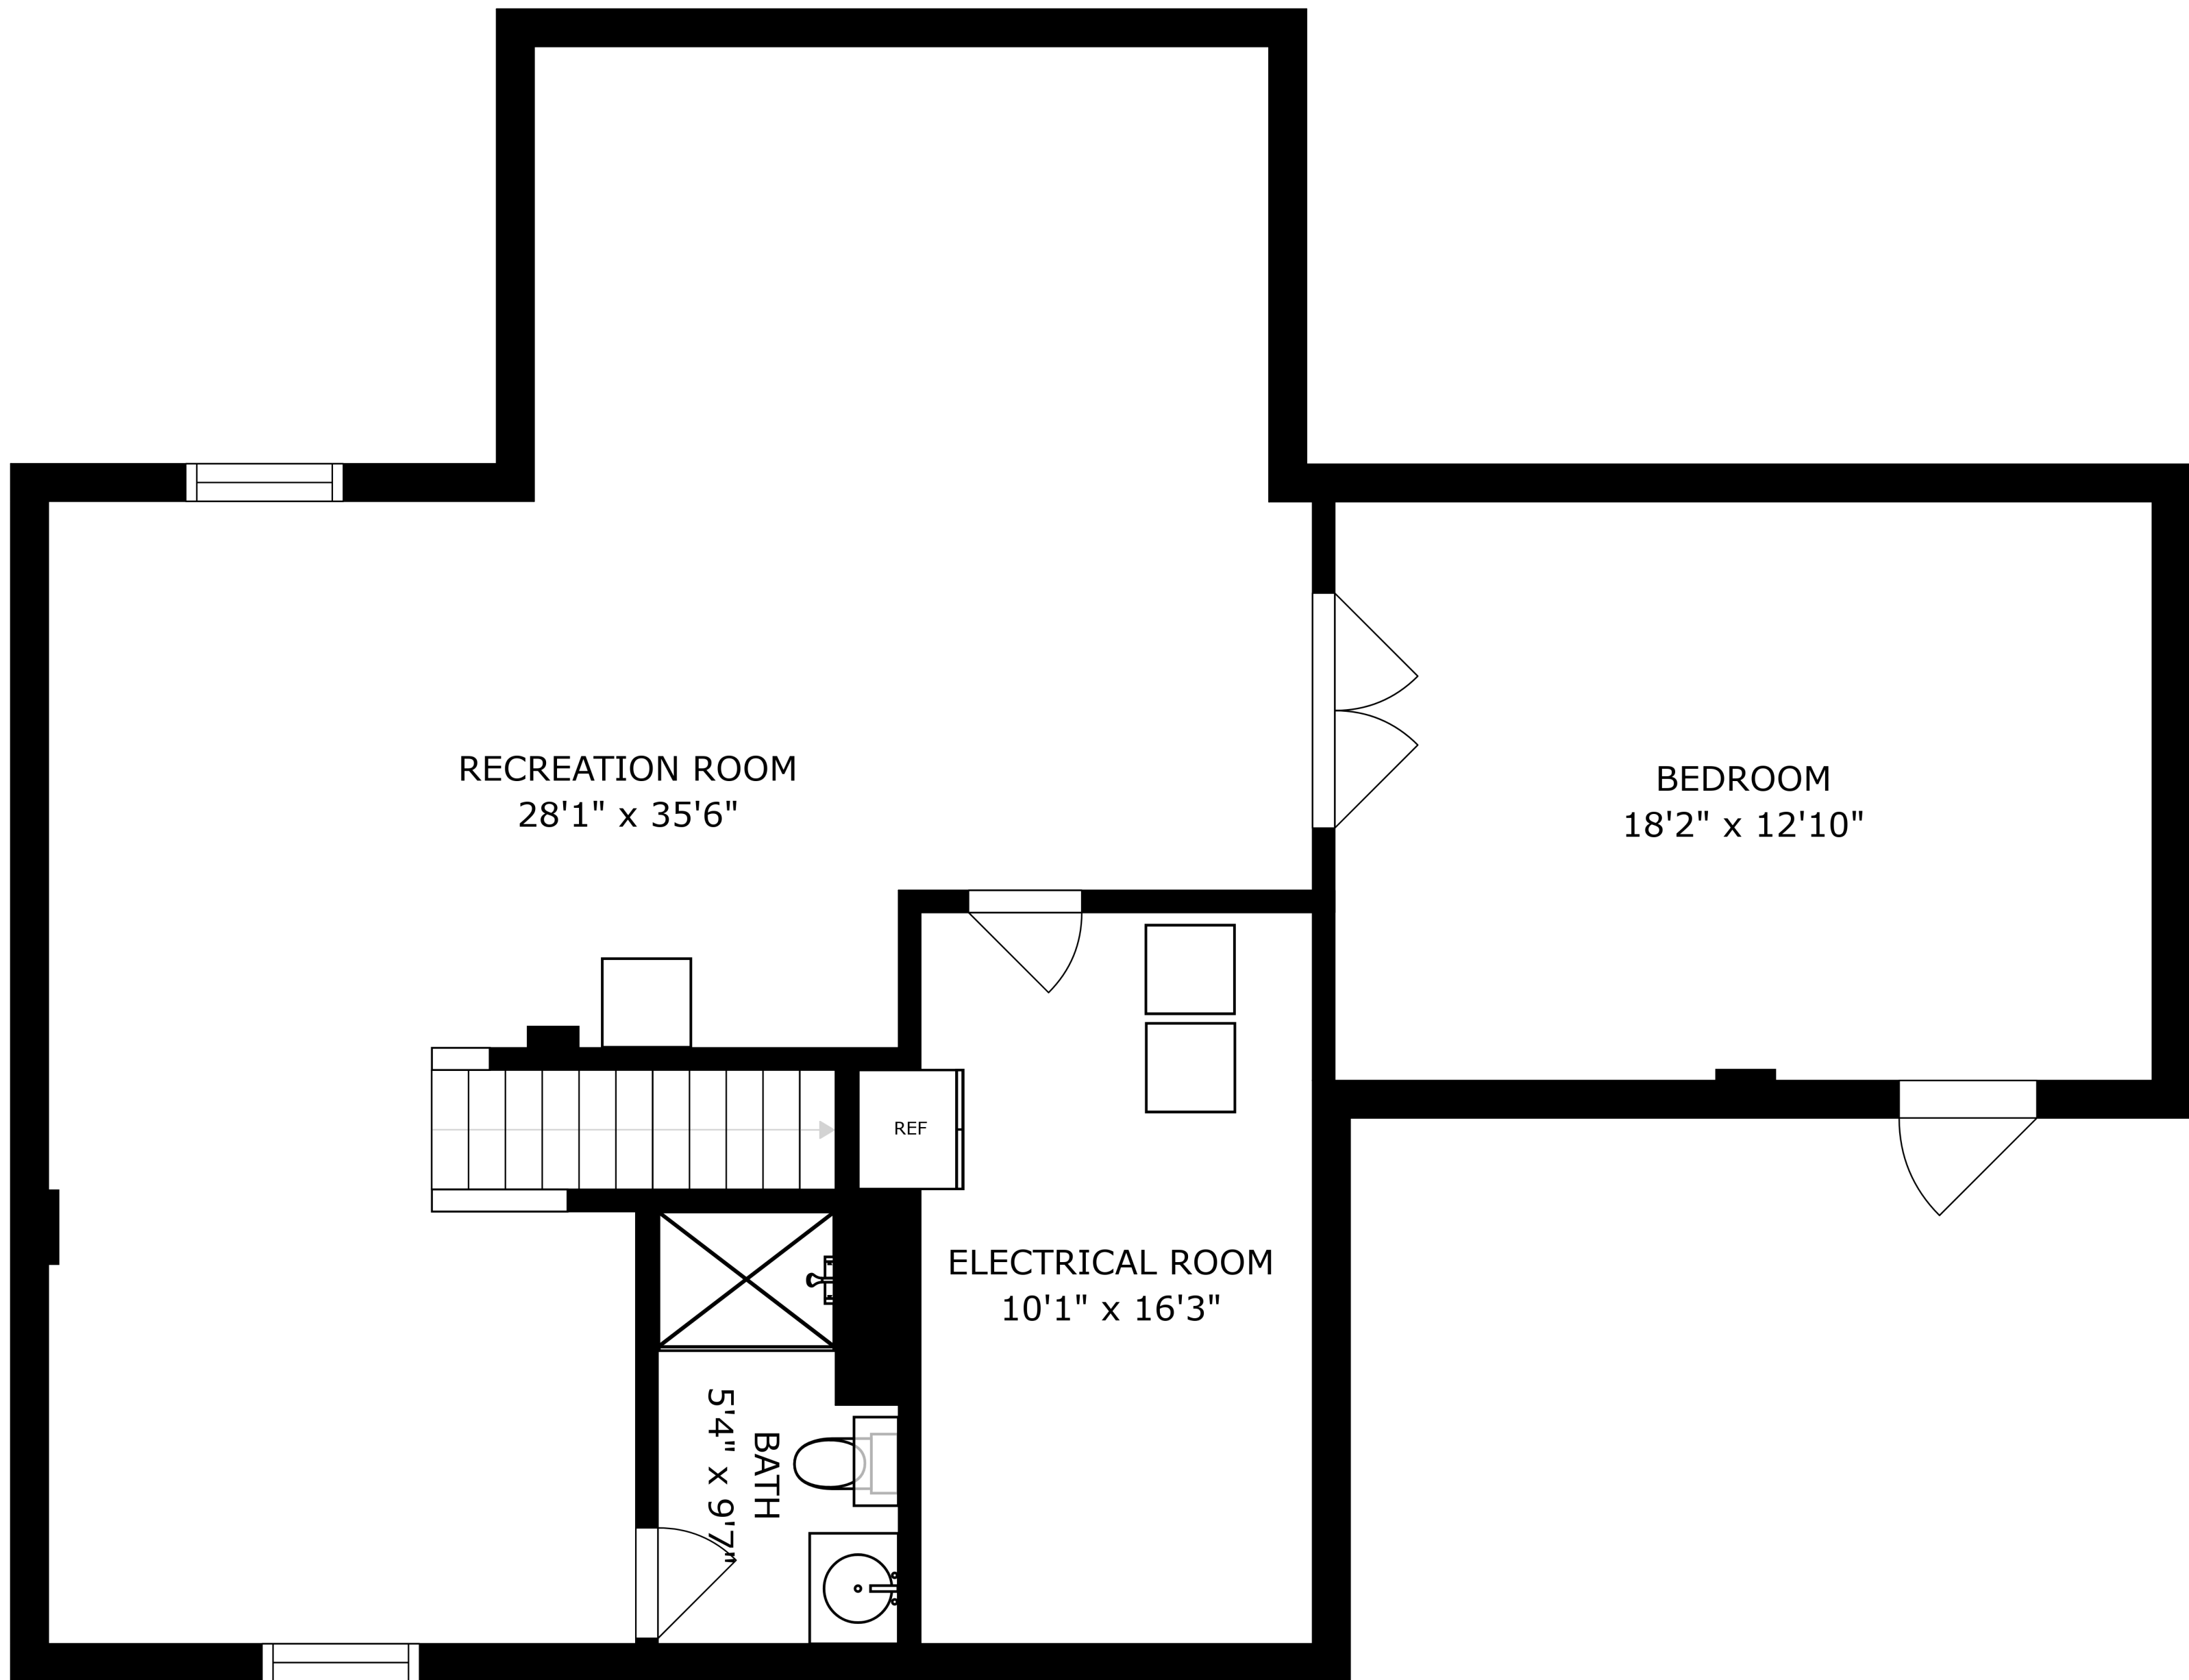 RECREATION ROOM
28'1" x 35'6"
BEDROOM
18'2" x 12'10"
REF
ELECTRICAL ROOM
10'1" x 16'3"
BATH
5'4" x 9'7"